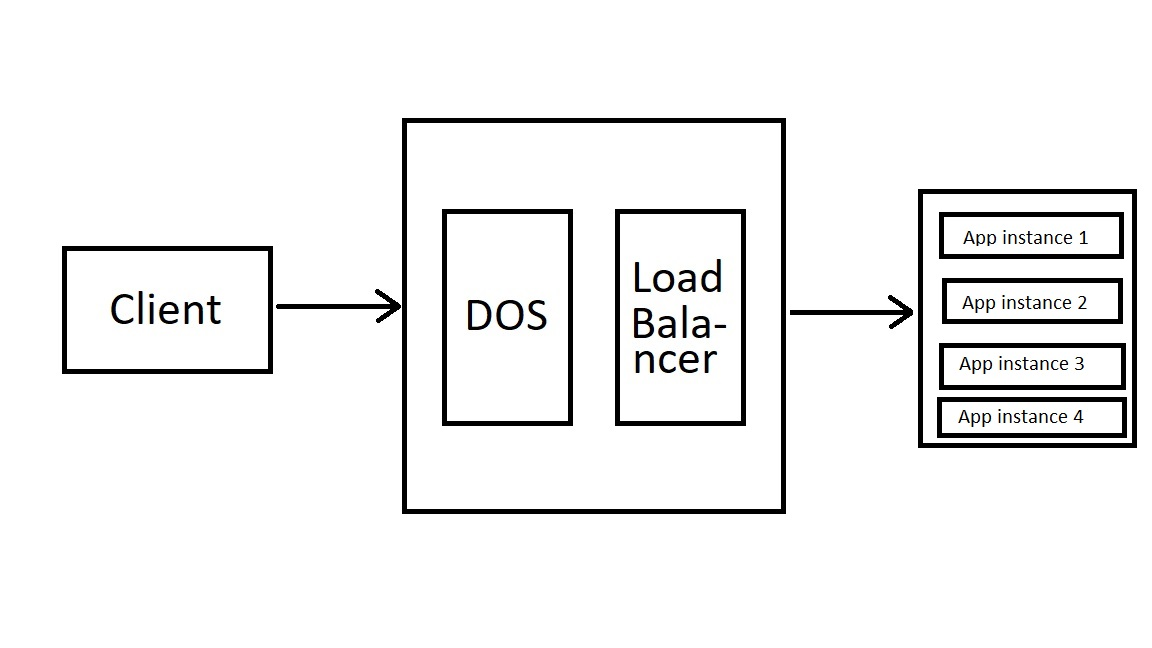 Client
DOS
Load
Bala-
ncer
App instance 1
App instance 2
App instance 3
App instance 4